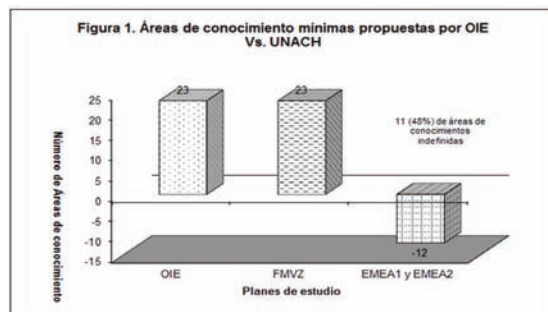 Figura 1. Áreas de conocimiento mínimas propuestas por OIE
Vs. UNACH
Número de Áreas de conocimiento
25
20
15
10
5
0
-5
-10
-15
23
23
-12
11 (48%) de áreas de
conocimientos
indefinidas
OIE
FMVZ
EMEA1 y EMEA2
Planes de estudio